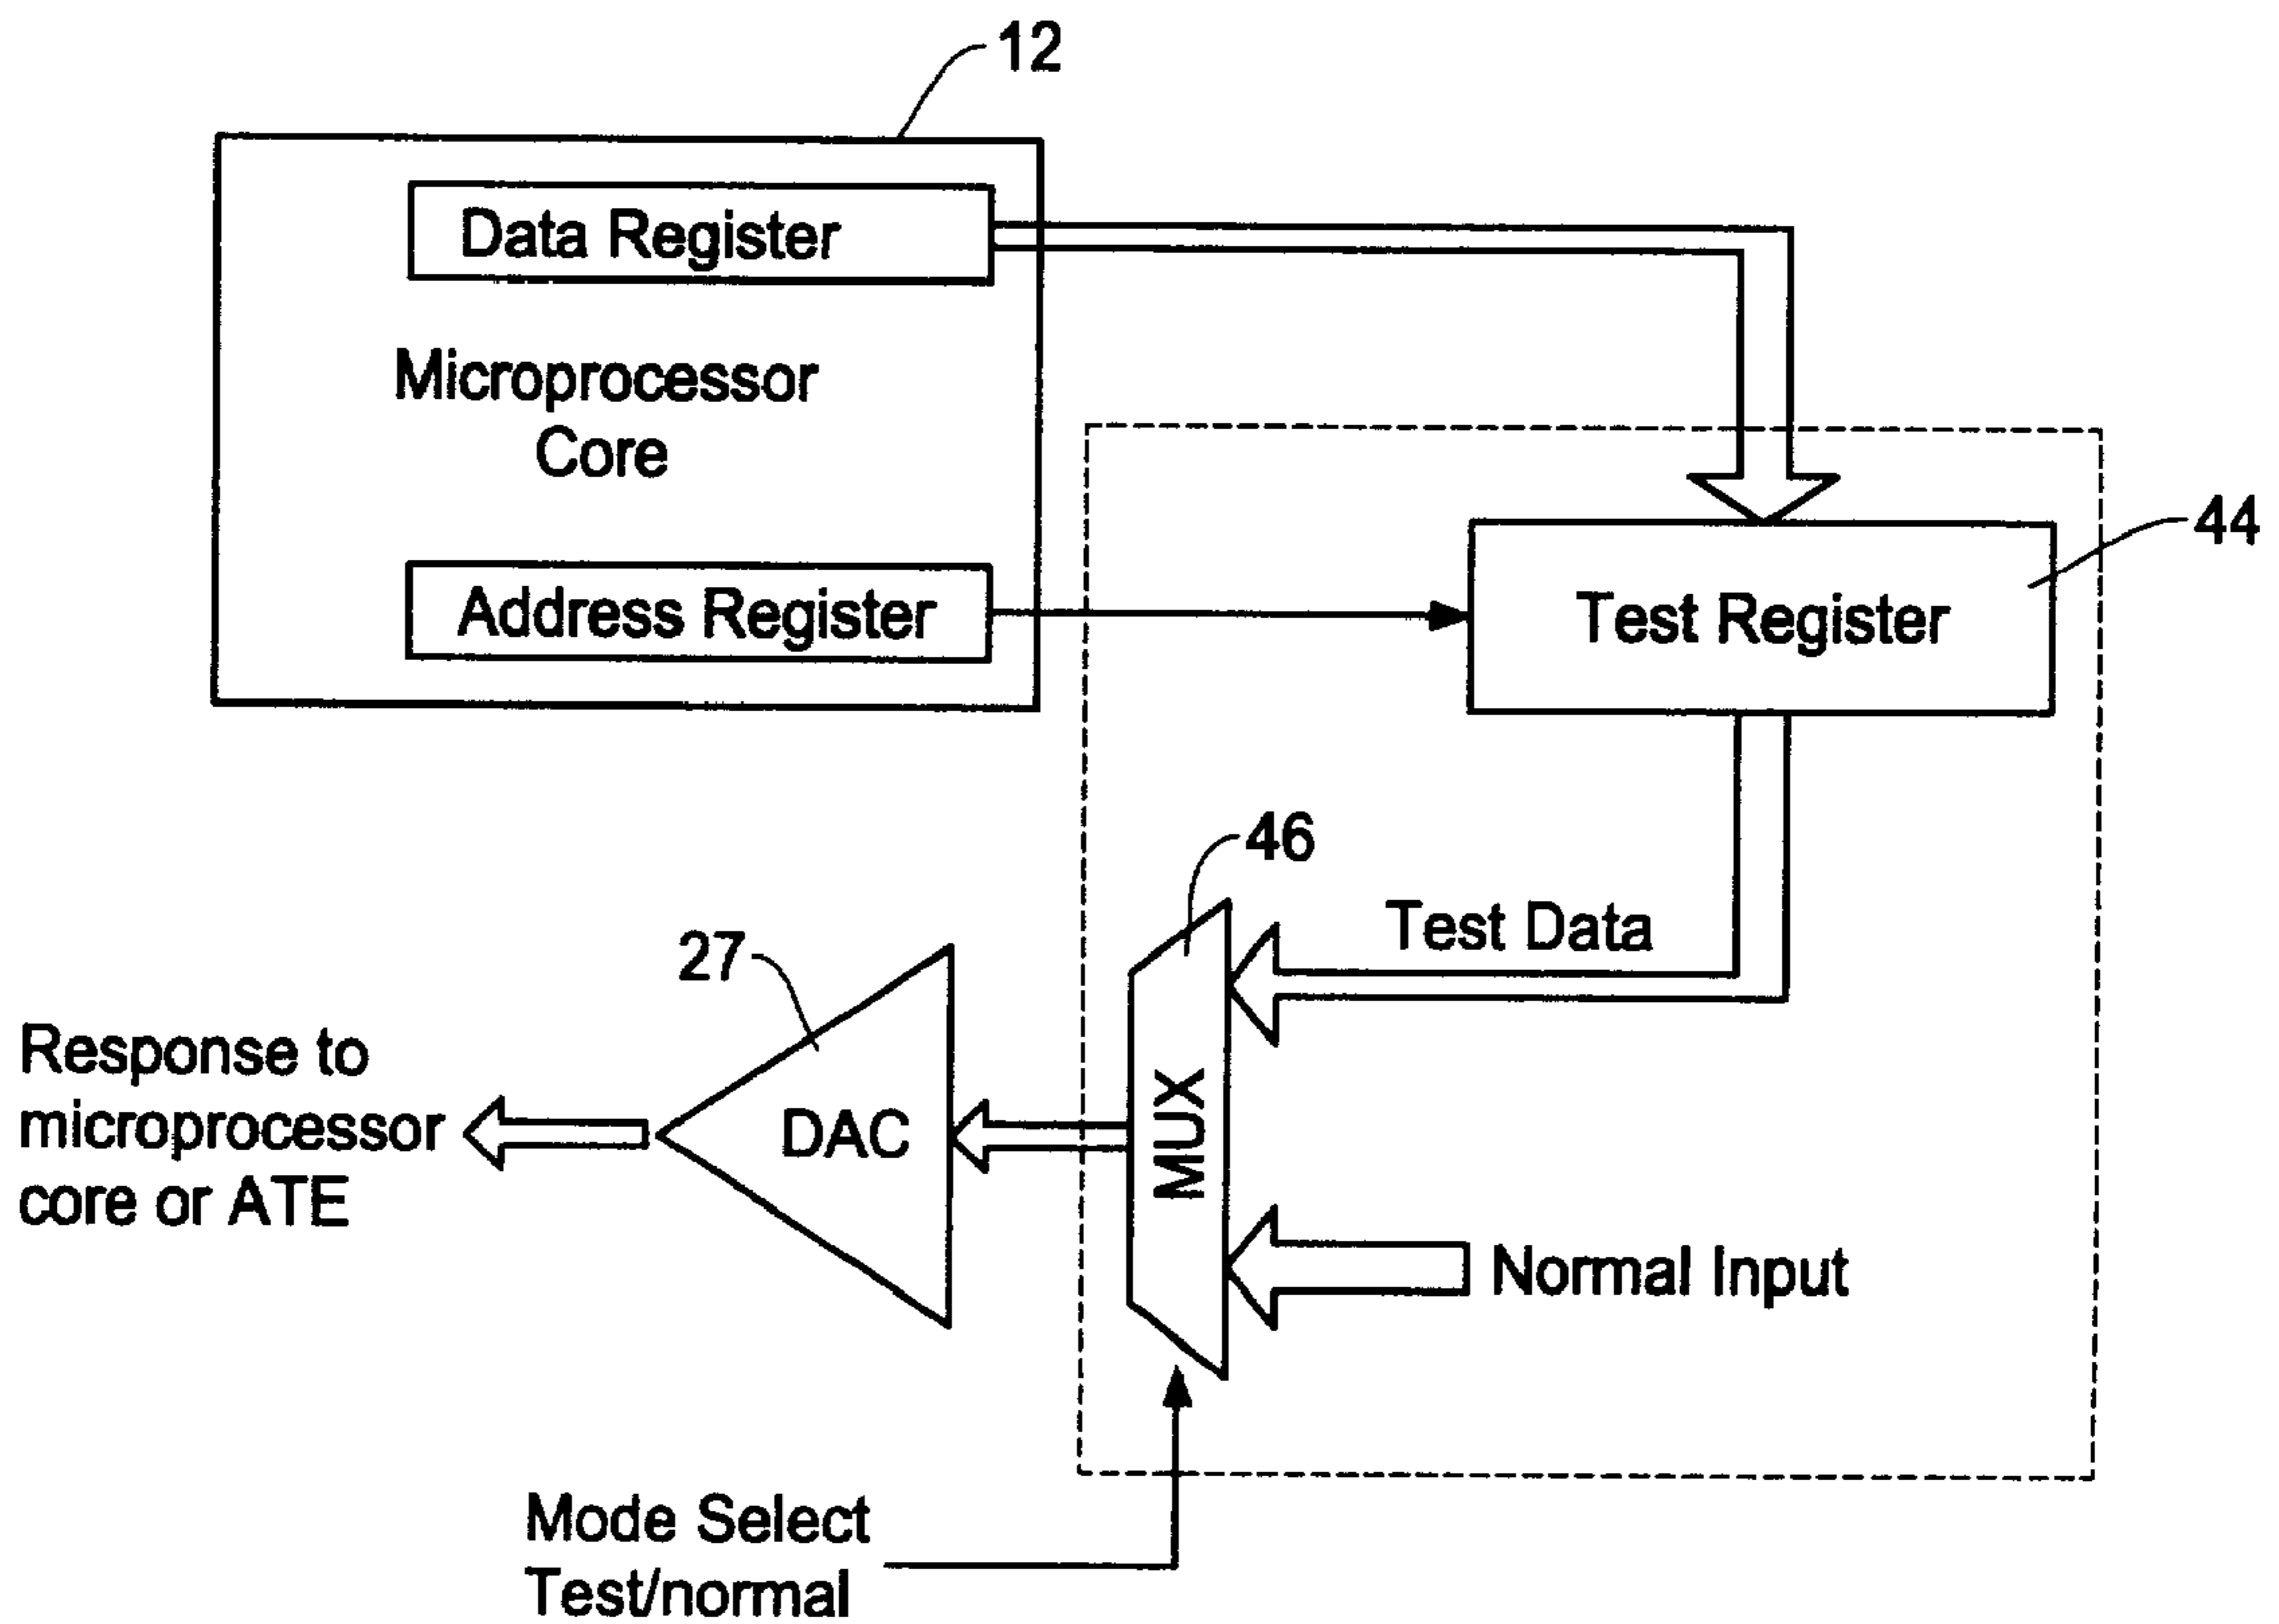 12
Data Register
Microprocessor
Core
44
Address Register
Test Register
46
Test Data
27
Response to
microprocessor
core or ATE
DAC
MUX
Normal Input
Mode Select
Test/normal